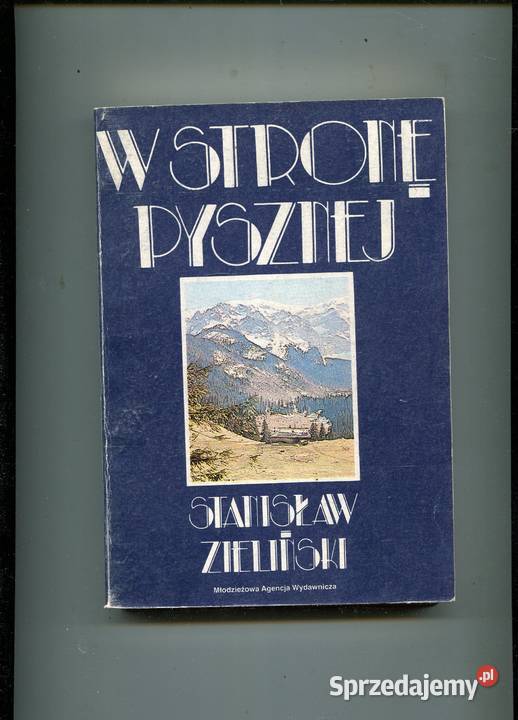 W STRONĘ
PYSZNEJ
STANISŁAW
ZIELIŃSKI
Młodzieżowa Agencja Wydawnicza
Sprzedajemy.pl